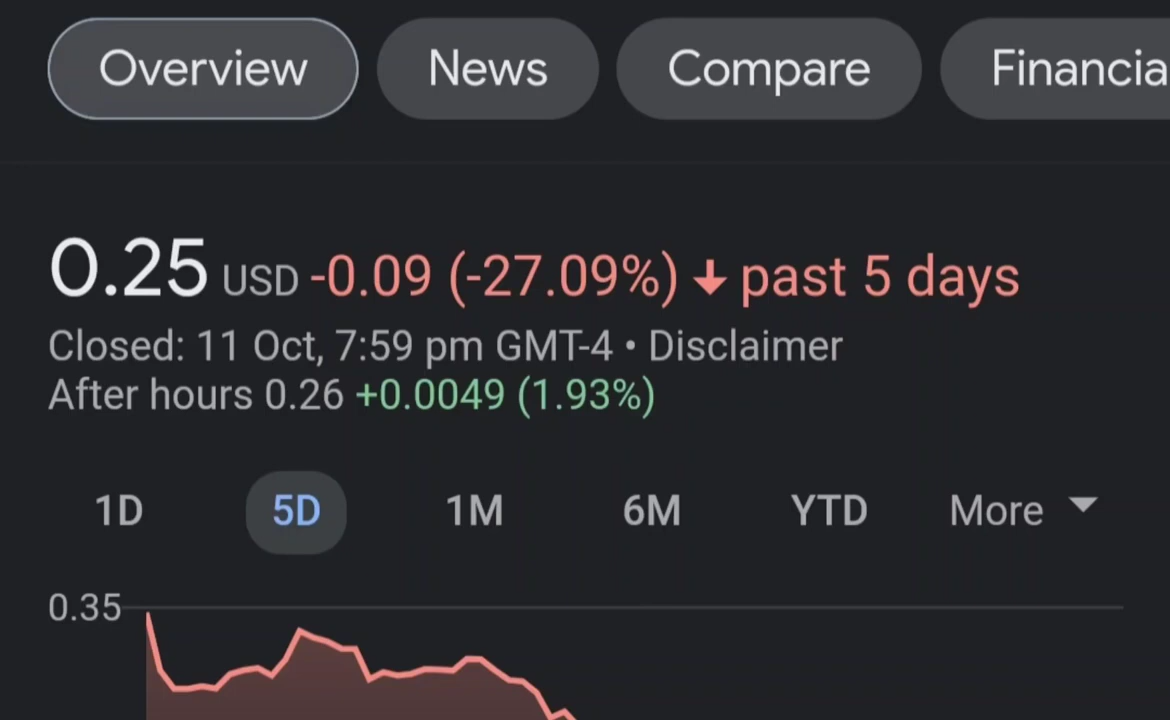 Overview News Compare Financia
0.25 USD -0.09 (-27.09%) ↓ past 5 days
Closed: 11 Oct, 7:59 pm GMT-4 • Disclaimer
After hours 0.26 +0.0049 (1.93%)
1D 5D 1M 6M YTD More
0.35